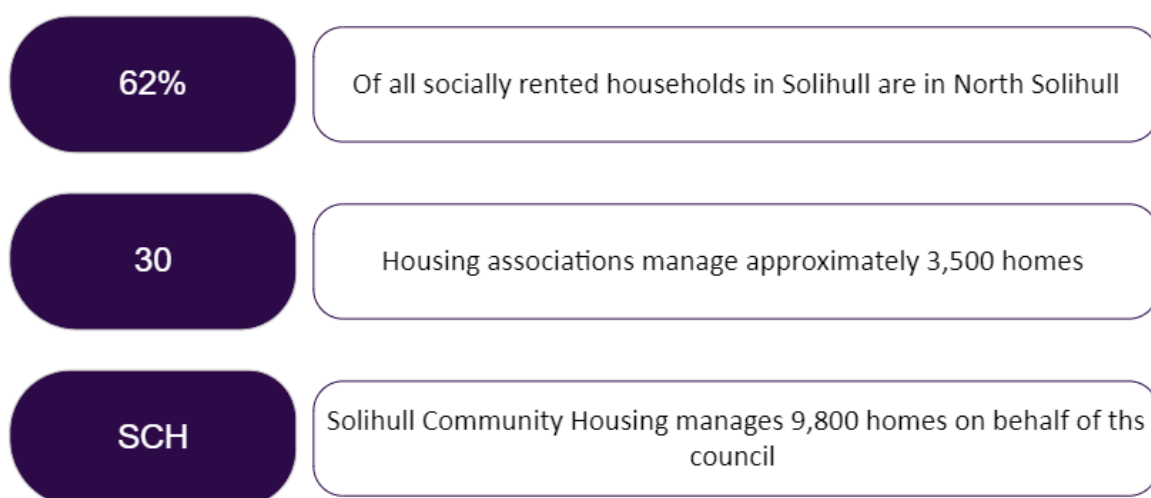 62%
Of all socially rented households in Solihull are in North Solihull
30
Housing associations manage approximately 3,500 homes
SCH
Solihull Community Housing manages 9,800 homes on behalf of ths
council